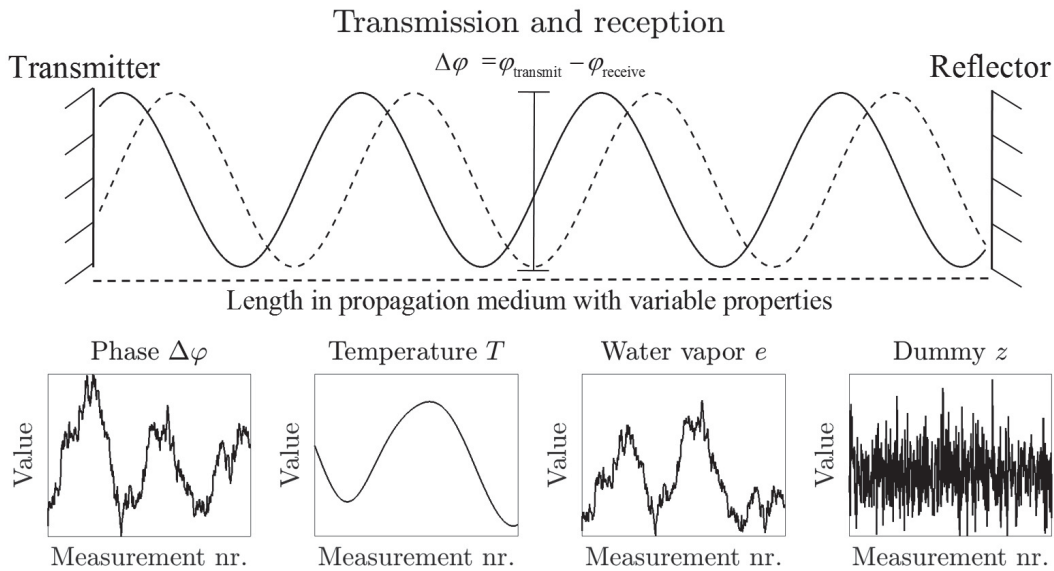 Transmission and reception
Transmitter
Δφ = φtransmit − φreceive
Reflector
Length in propagation medium with variable properties
Phase Δφ
Temperature T
Water vapor e
Dummy z
Value
Value
Value
Value
Measurement nr.
Measurement nr.
Measurement nr.
Measurement nr.